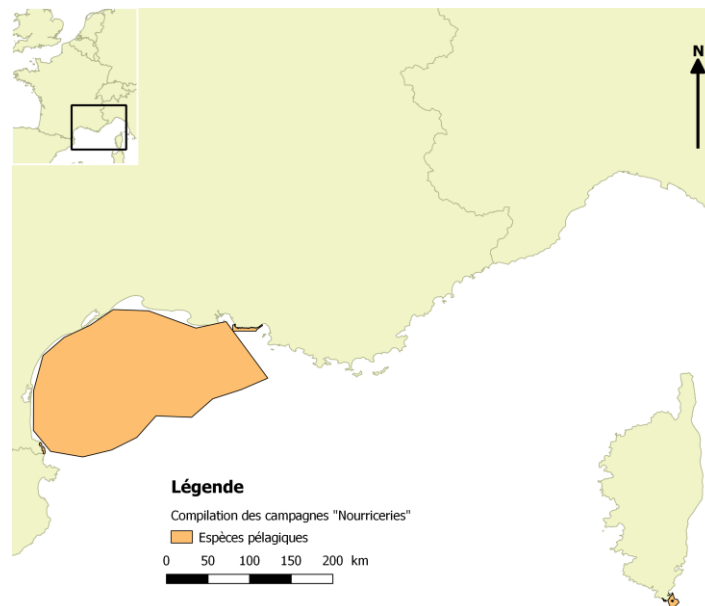 N
Légende
Compilation des campagnes "Nourriceries"
Espèces pélagiques
0 50 100 150 200 km